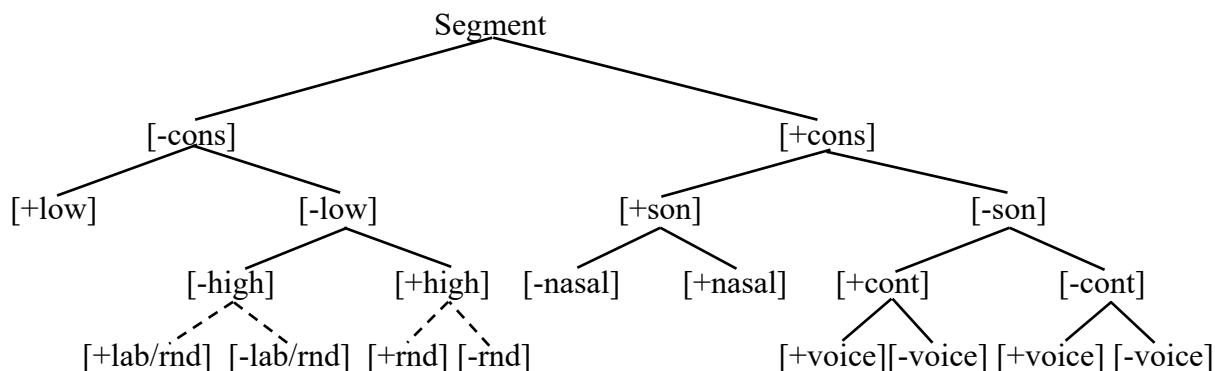 Segment
[-cons] [+cons]
[+low] [-low] [+son] [-son]
[-high] [+high] [-nasal] [+nasal] [+cont] [-cont]
[+lab/rnd] [-lab/rnd] [+rnd] [-rnd] [+voice][-voice] [+voice] [-voice]